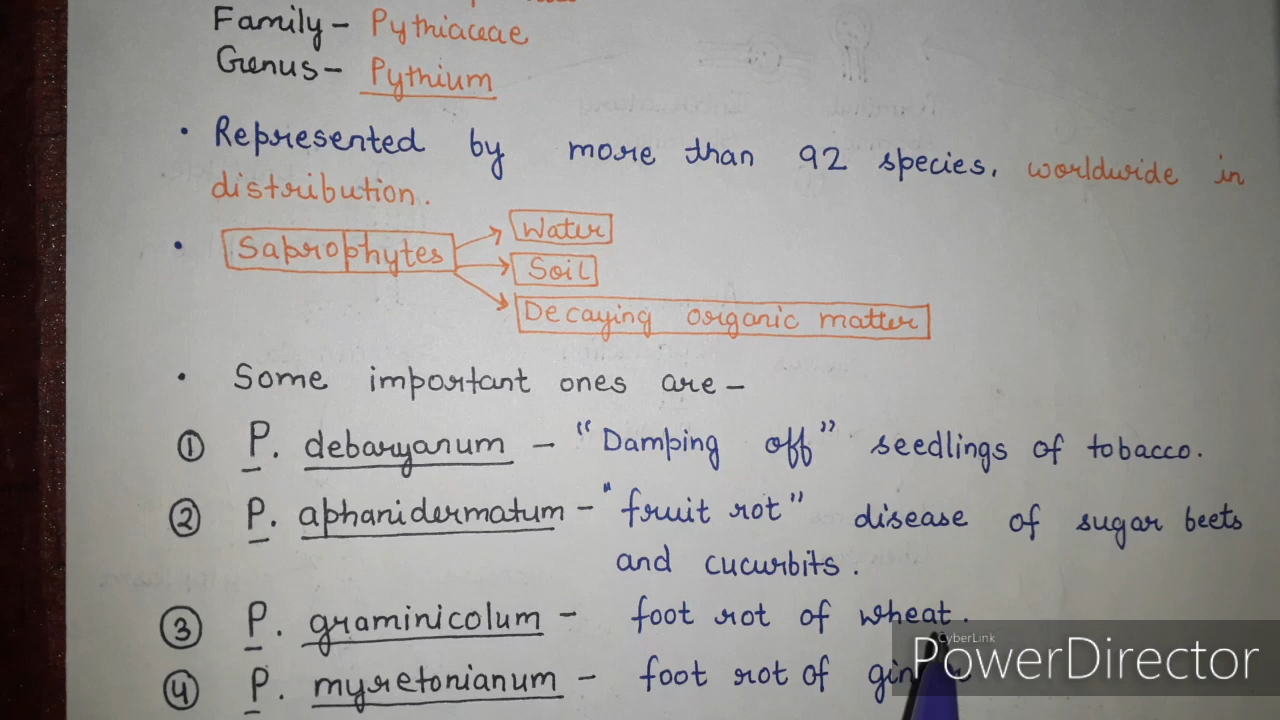 Family – Pythiaceae
Genus – Pythium
• Represented by more than 92 species. worldwide in
distribution.
• Saprophytes
Water
Soil
Decaying organic matter
• Some important ones are –
① P. debaryanum – "Damping off" seedlings of tobacco.
② P. aphanidermatum – "fruit rot" disease of sugar beets
and cucurbits.
③ P. graminicolum – foot rot of wheat.
④ P. myretonianum – foot rot of
CyberLink
PowerDirector